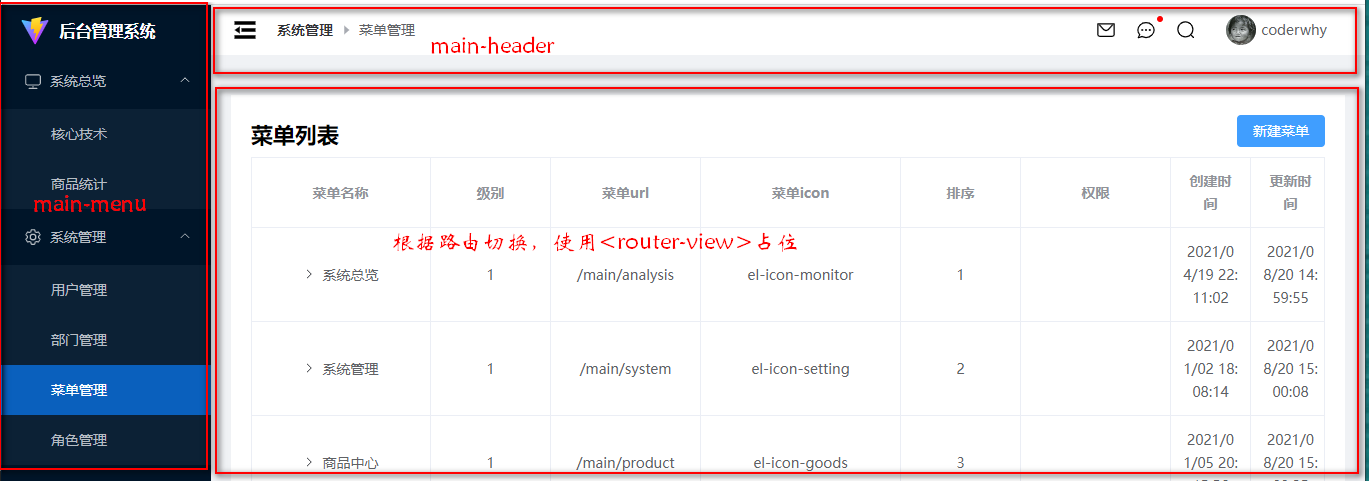 后台管理系统
系统总览
核心技术
商品统计
main-menu
系统管理
用户管理
部门管理
菜单管理
角色管理
系统管理 菜单管理
main-header
coderwhy
菜单列表
新建菜单
菜单名称 级别 菜单url 菜单icon 排序 权限 创建时间 更新时间
根据路由切换，使用<router-view>占位
系统总览 1 /main/analysis el-icon-monitor 1 2021/04/19 22:11:02 2021/08/20 14:59:55
系统管理 1 /main/system el-icon-setting 2 2021/01/02 18:08:14 2021/08/20 15:00:08
商品中心 1 /main/product el-icon-goods 3 2021/01/05 20: 2021/08/20 15: